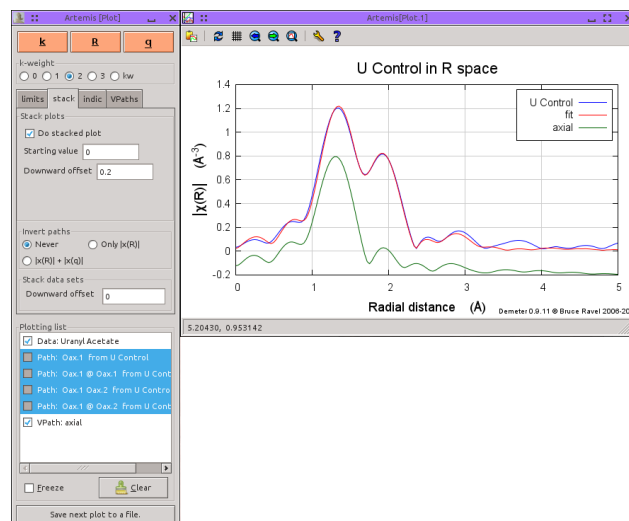 Artemis [Plot]
k
R
q
k-weight
0 1 2 3 kw
limits stack indic VPaths
Stack plots
Do stacked plot
Starting value 0
Downward offset 0.2
Invert paths
Never Only |x(R)|
|x(R)| + |x(q)|
Stack data sets
Downward offset 0
Plotting list
Data: Uranyl Acetate
Path: Oax.1 from U Control
Path: Oax.1 @ Oax.1 from U Cont
Path: Oax.1 Oax.2 from U Contro
Path: Oax.1 @ Oax.2 from U Cont
VPath: axial
Freeze
Clear
Save next plot to a file.
Artemis[Plot.1]
U Control in R space
U Control
fit
axial
|χ(R)| (Å⁻³)
1.4
1.2
1
0.8
0.6
0.4
0.2
0
-0.2
0 1 2 3 4 5
Radial distance (Å)
Demeter 0.9.11 © Bruce Ravel 2006-20
5.20430, 0.953142